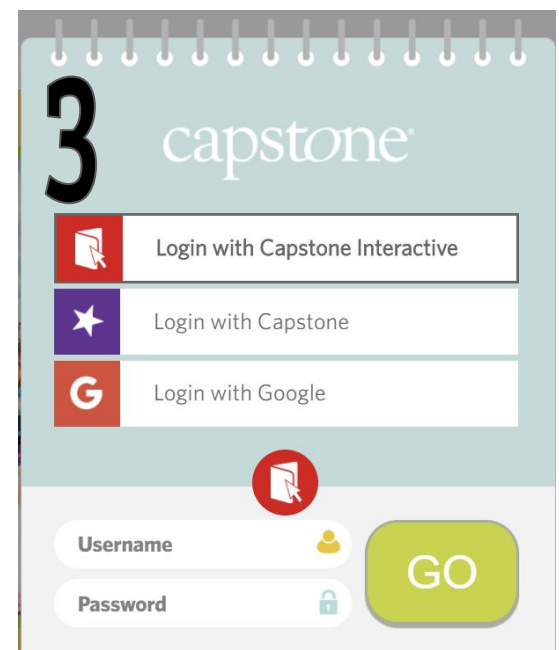 3
capstone®
Login with Capstone Interactive
Login with Capstone
G Login with Google
Username
GO
Password